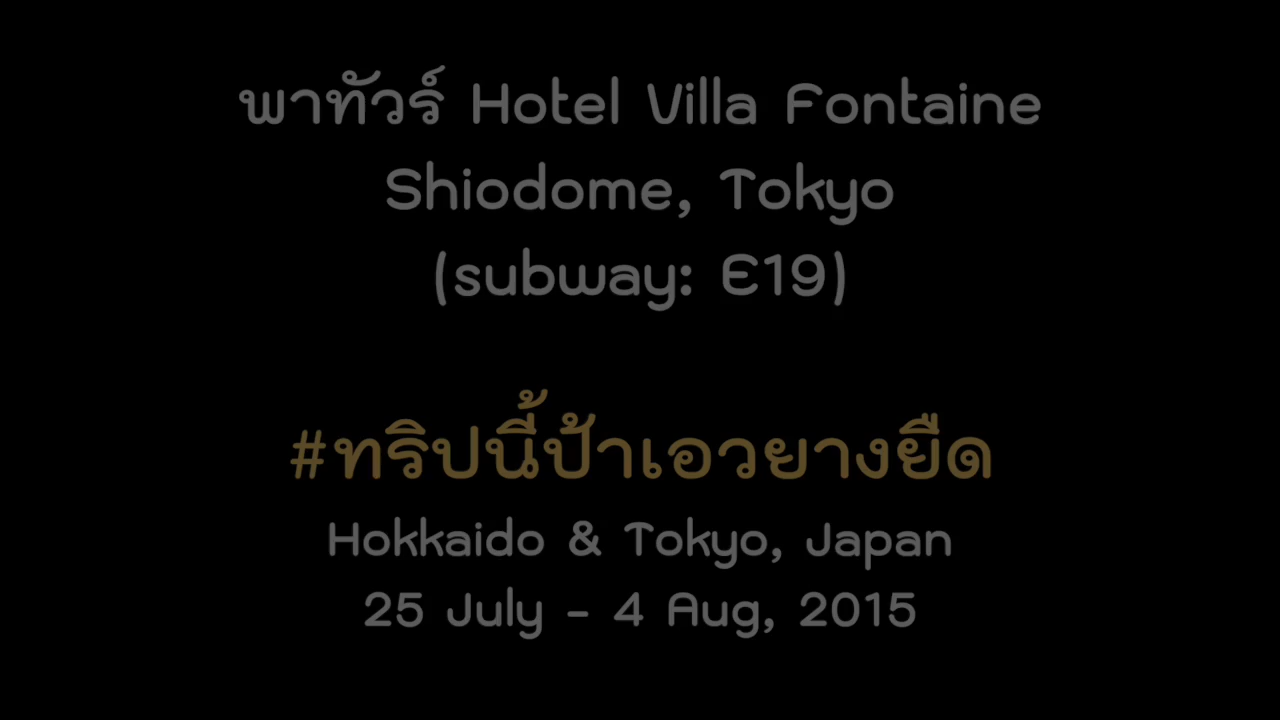 พาทัวร์ Hotel Villa Fontaine
Shiodome, Tokyo
(subway: E19)
#ทริปนี้ป้าเอวยางยืด
Hokkaido & Tokyo, Japan
25 July - 4 Aug, 2015